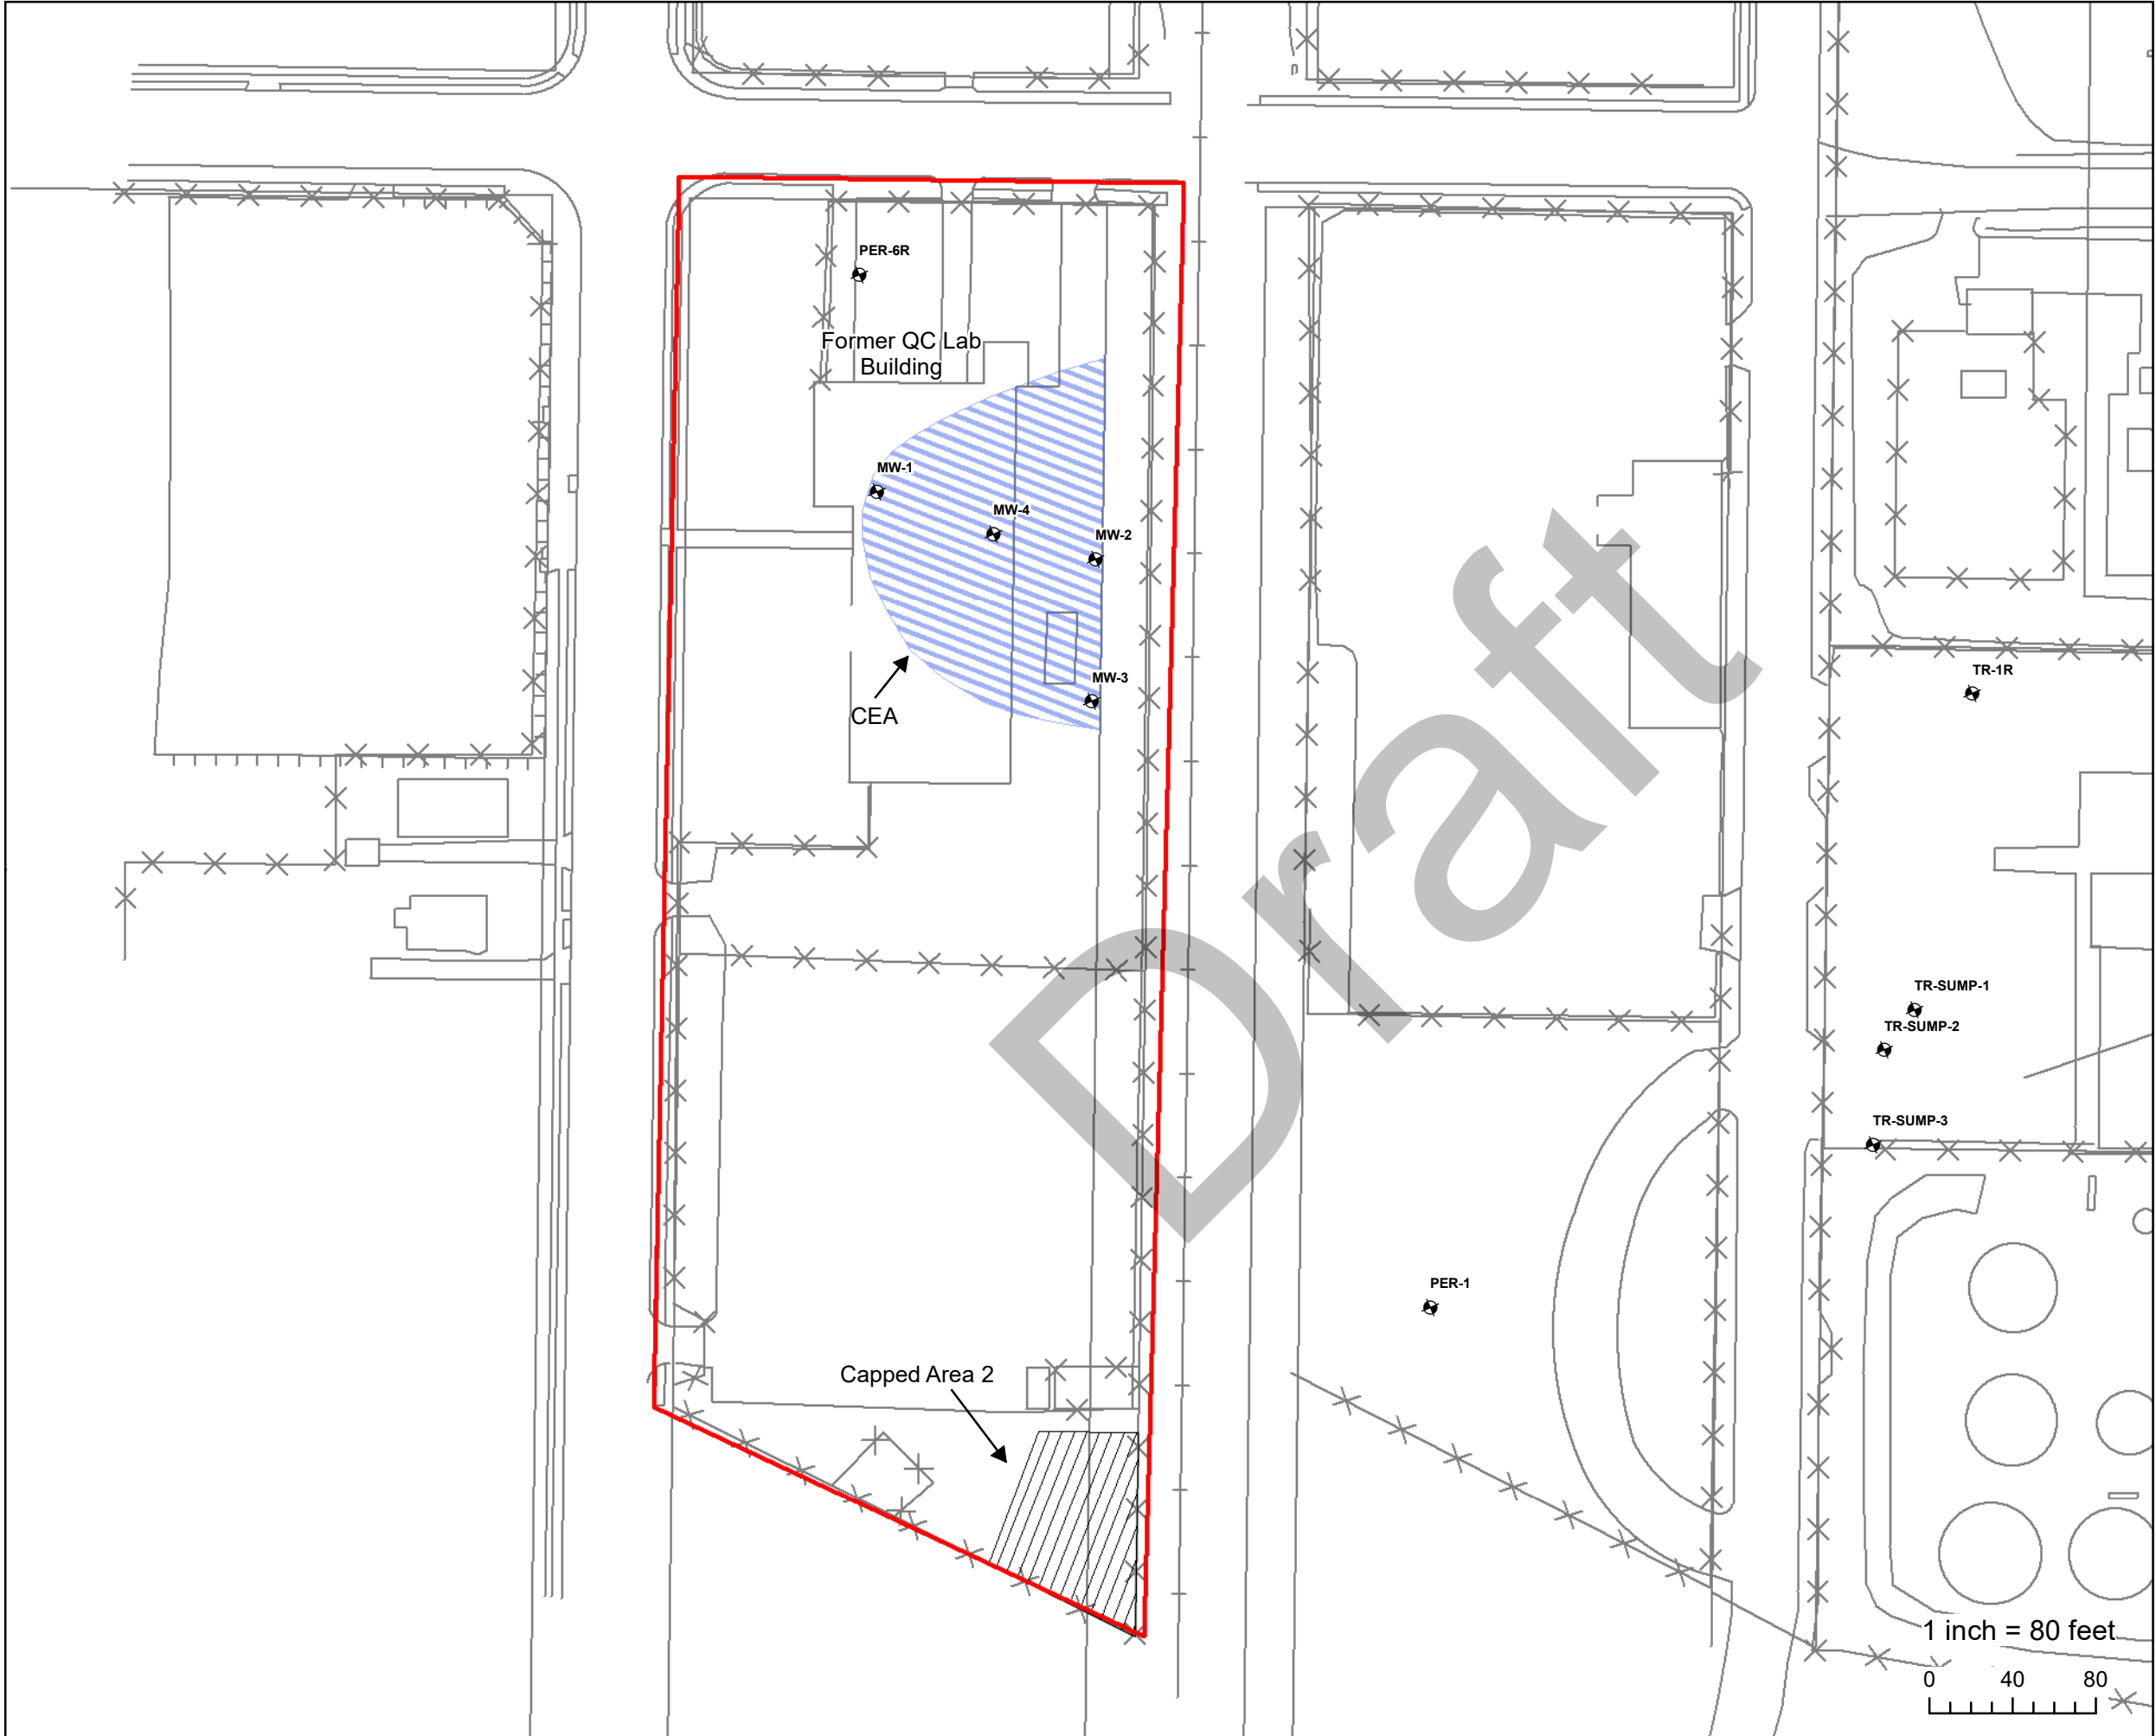 PER-6R
Former QC Lab
Building
MW-1
MW-4
MW-2
MW-3
CEA
TR-1R
TR-SUMP-1
TR-SUMP-2
TR-SUMP-3
Draft
PER-1
Capped Area 2
1 inch = 80 feet
0 40 80